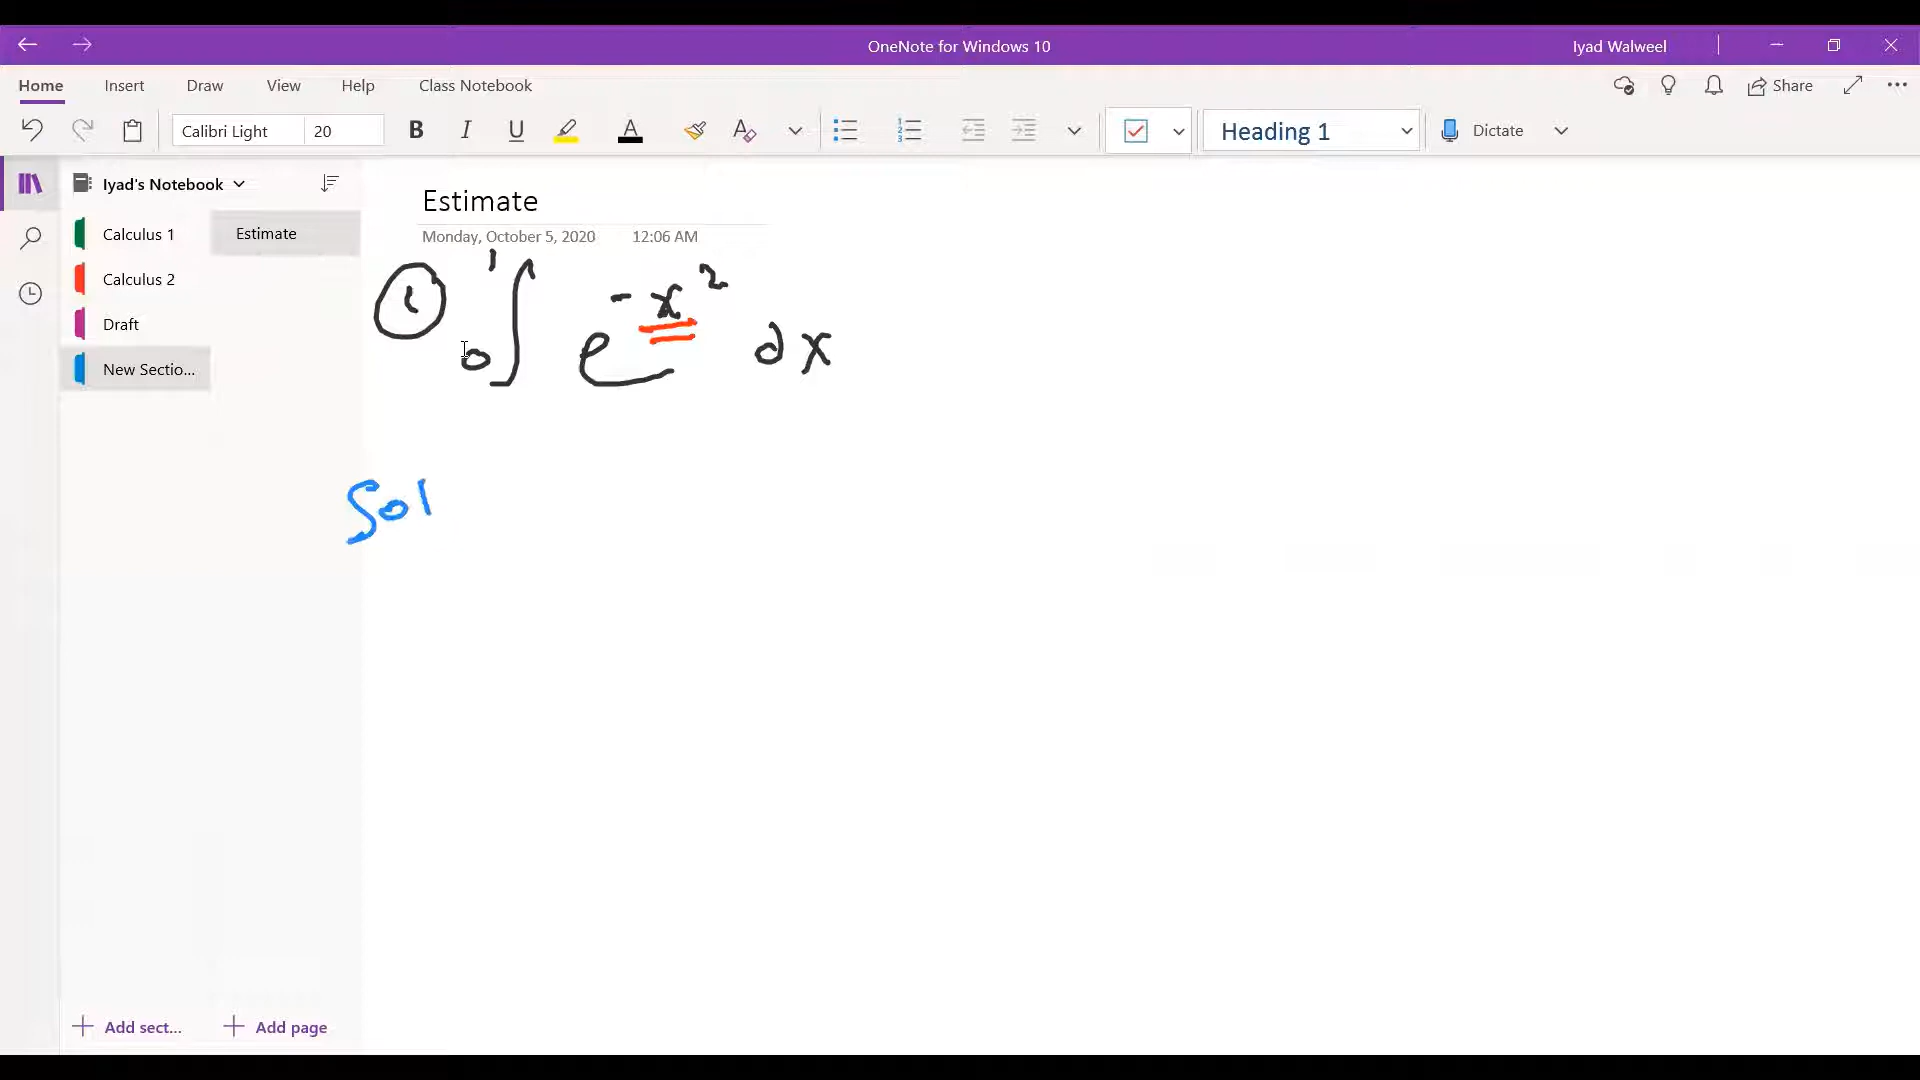 OneNote for Windows 10
Iyad Walweel
Home Insert Draw View Help Class Notebook
Share
Calibri Light 20 B I U A A Heading 1 Dictate
Iyad's Notebook
Calculus 1
Calculus 2
Draft
New Sectio...
Estimate
Estimate
Monday, October 5, 2020 12:06 AM
① ₀∫¹ e^-x² dx
Sol
+ Add sect...
+ Add page